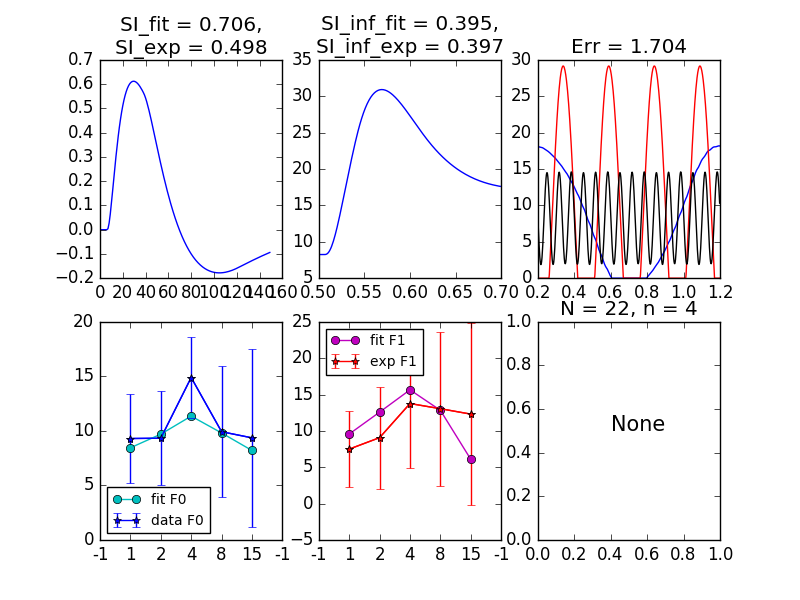 SI_fit = 0.706,
SI_exp = 0.498
SI_inf_fit = 0.395,
SI_inf_exp = 0.397
Err = 1.704
0.7
0.6
0.5
0.4
0.3
0.2
0.1
0.0
−0.1
−0.2
0 20 40 60 80 100 120 140 160
35
30
25
20
15
10
5
0.50 0.55 0.60 0.65 0.70
30
25
20
15
10
5
0
0.2 0.4 0.6 0.8 1.0 1.2
20
15
10
5
0
fit F0
data F0
-1 1 2 4 8 15 -1
25
20
15
10
5
0
−5
fit F1
exp F1
-1 1 2 4 8 15 -1
N = 22, n = 4
1.0
0.8
0.6
0.4
0.2
0.0
None
0.0 0.2 0.4 0.6 0.8 1.0